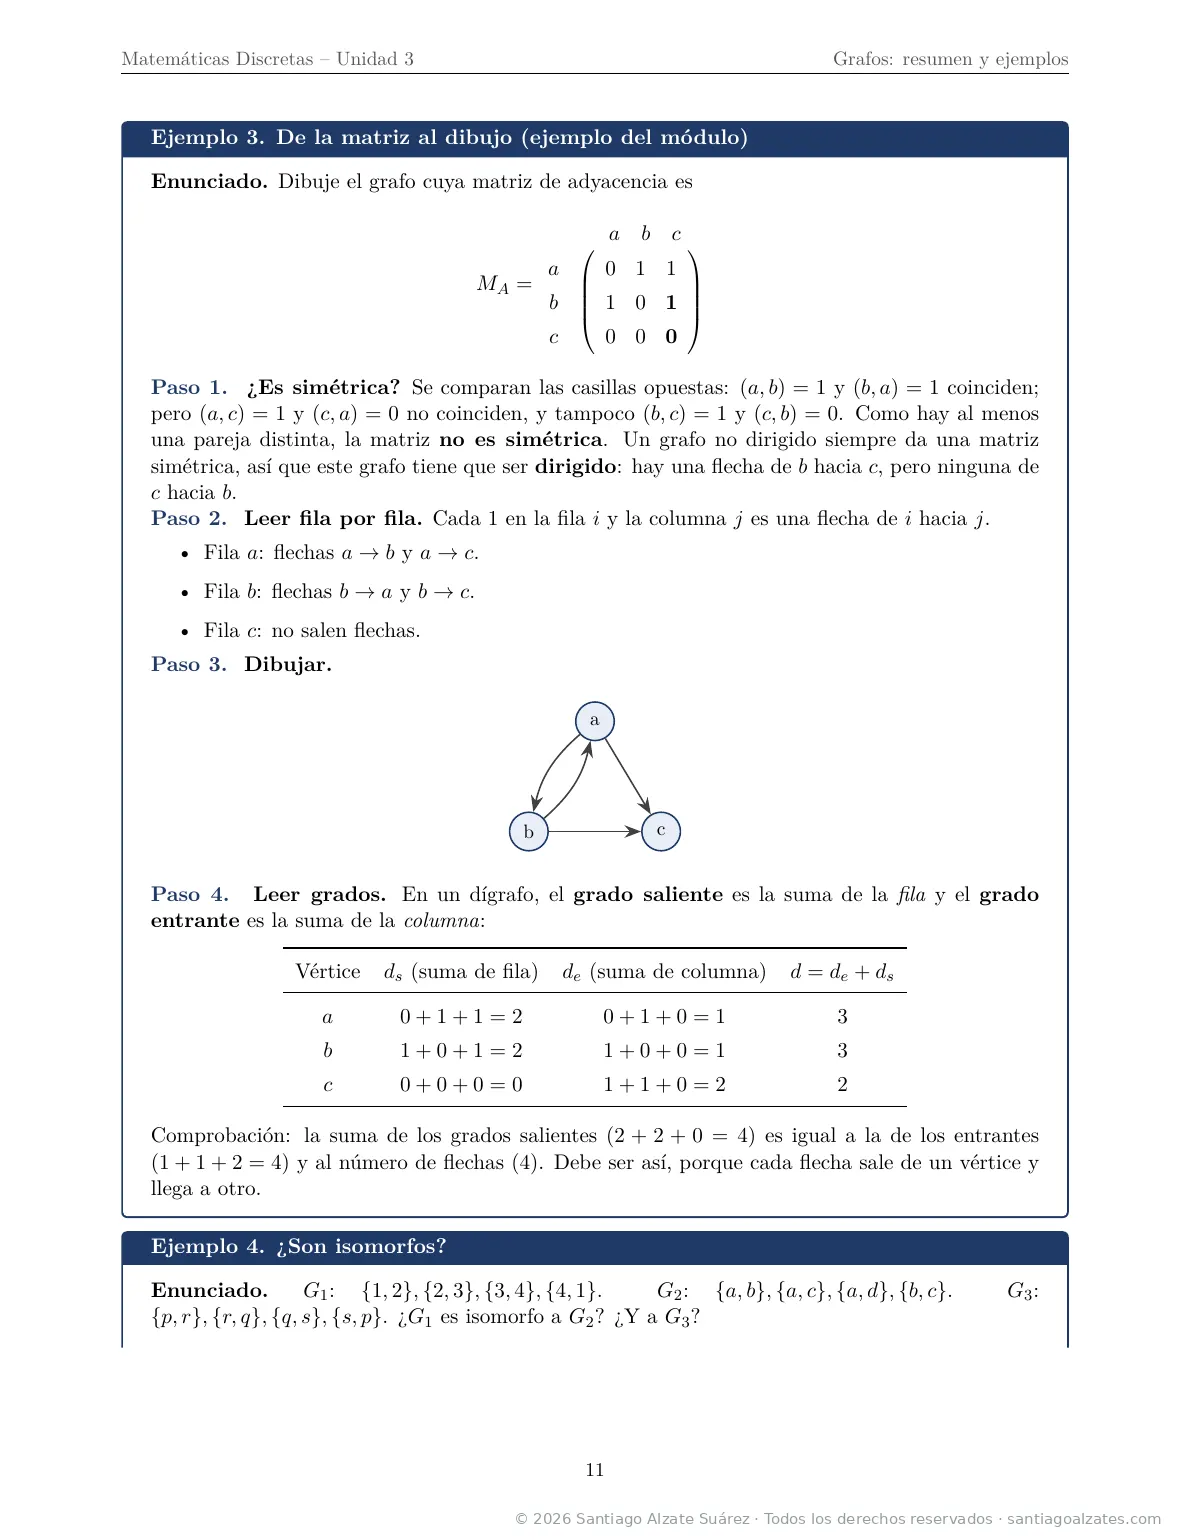 Matemáticas Discretas – Unidad 3
Grafos: resumen y ejemplos
Ejemplo 3. De la matriz al dibujo (ejemplo del módulo)
Enunciado. Dibuje el grafo cuya matriz de adyacencia es
a b c
a 0 1 1
M_A = b 1 0 1
c 0 0 0
Paso 1. ¿Es simétrica? Se comparan las casillas opuestas: (a, b) = 1 y (b, a) = 1 coinciden;
pero (a, c) = 1 y (c, a) = 0 no coinciden, y tampoco (b, c) = 1 y (c, b) = 0. Como hay al menos
una pareja distinta, la matriz no es simétrica. Un grafo no dirigido siempre da una matriz
simétrica, así que este grafo tiene que ser dirigido: hay una flecha de b hacia c, pero ninguna de
c hacia b.
Paso 2. Leer fila por fila. Cada 1 en la fila i y la columna j es una flecha de i hacia j.
• Fila a: flechas a → b y a → c.
• Fila b: flechas b → a y b → c.
• Fila c: no salen flechas.
Paso 3. Dibujar.
a
b c
Paso 4. Leer grados. En un dígrafo, el grado saliente es la suma de la fila y el grado
entrante es la suma de la columna:
Vértice d_s (suma de fila) d_e (suma de columna) d = d_e + d_s
a 0 + 1 + 1 = 2 0 + 1 + 0 = 1 3
b 1 + 0 + 1 = 2 1 + 0 + 0 = 1 3
c 0 + 0 + 0 = 0 1 + 1 + 0 = 2 2
Comprobación: la suma de los grados salientes (2 + 2 + 0 = 4) es igual a la de los entrantes
(1 + 1 + 2 = 4) y al número de flechas (4). Debe ser así, porque cada flecha sale de un vértice y
llega a otro.
Ejemplo 4. ¿Son isomorfos?
Enunciado. G_1: {1, 2}, {2, 3}, {3, 4}, {4, 1}. G_2: {a, b}, {a, c}, {a, d}, {b, c}. G_3:
{p, r}, {r, q}, {q, s}, {s, p}. ¿G_1 es isomorfo a G_2? ¿Y a G_3?
11
© 2026 Santiago Alzate Suárez · Todos los derechos reservados · santiagoalzates.com